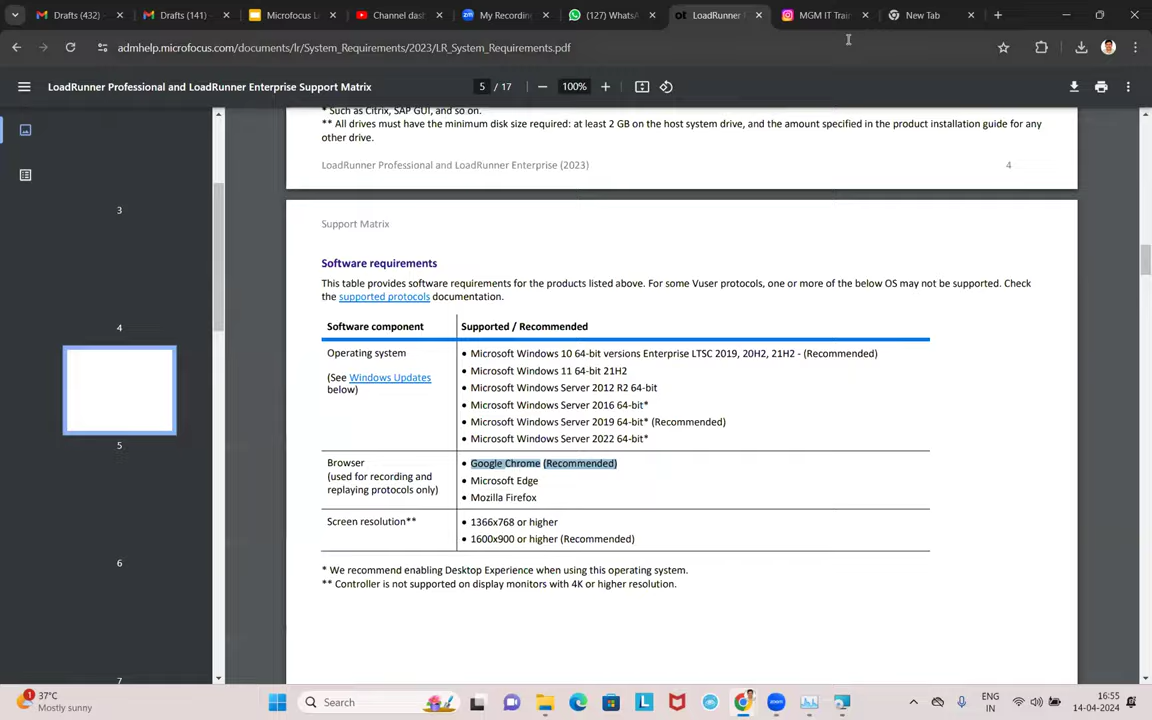 Drafts (432)
Drafts (141)
Microfocus L
Channel das
My Recordin
(127) WhatsA
LoadRunner
MGM IT Train
New Tab
admhelp.microfocus.com/documents/lr/System_Requirements/2023/LR_System_Requirements.pdf
LoadRunner Professional and LoadRunner Enterprise Support Matrix
5 / 17
100%
* Such as Citrix, SAP GUI, and so on.
** All drives must have the minimum disk size required: at least 2 GB on the host system drive, and the amount specified in the product installation guide for any
other drive.
LoadRunner Professional and LoadRunner Enterprise (2023)
4
3
4
5
6
7
Support Matrix
Software requirements
This table provides software requirements for the products listed above. For some Vuser protocols, one or more of the below OS may not be supported. Check
the supported protocols documentation.
Software component
Supported / Recommended
Operating system
(See Windows Updates
below)
• Microsoft Windows 10 64-bit versions Enterprise LTSC 2019, 20H2, 21H2 - (Recommended)
• Microsoft Windows 11 64-bit 21H2
• Microsoft Windows Server 2012 R2 64-bit
• Microsoft Windows Server 2016 64-bit*
• Microsoft Windows Server 2019 64-bit* (Recommended)
• Microsoft Windows Server 2022 64-bit*
Browser
(used for recording and
replaying protocols only)
• Google Chrome (Recommended)
• Microsoft Edge
• Mozilla Firefox
Screen resolution**
• 1366x768 or higher
• 1600x900 or higher (Recommended)
* We recommend enabling Desktop Experience when using this operating system.
** Controller is not supported on display monitors with 4K or higher resolution.
1
37°C
Mostly sunny
Search
zoom
ENG
IN
16:55
14-04-2024